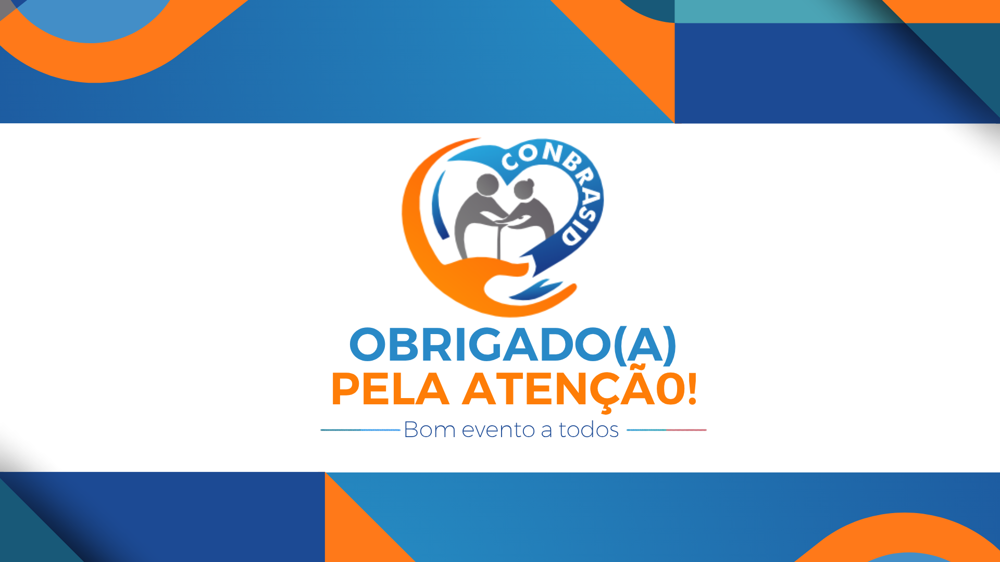 CONBRASID
OBRIGADO(A)
PELA ATENÇÃ0!
Bom evento a todos